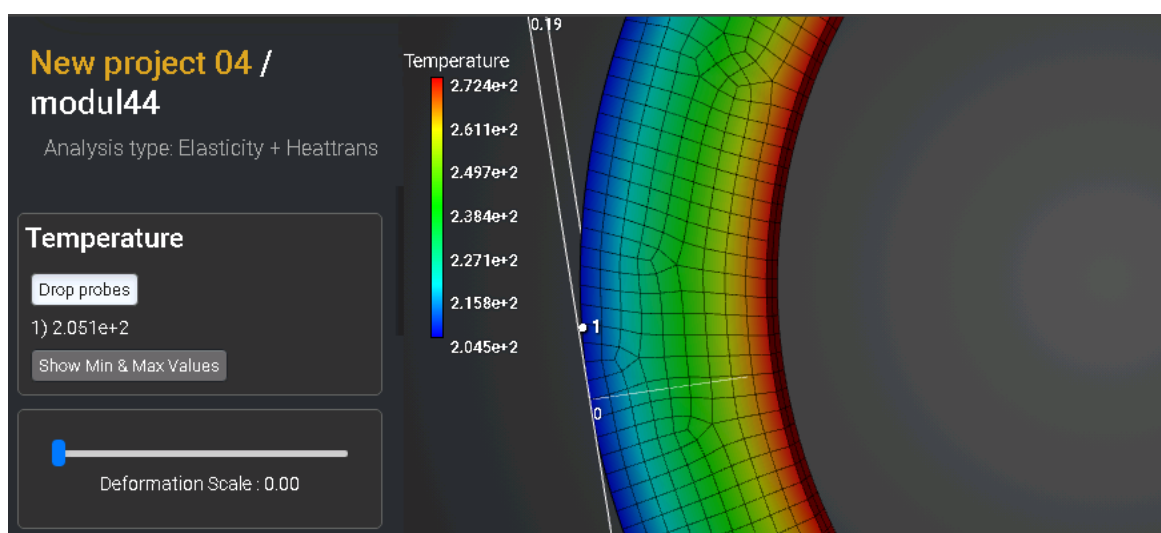 New project 04 /
modul44
Analysis type: Elasticity + Heattrans
Temperature
Drop probes
1) 2.051e+2
Show Min & Max Values
Deformation Scale : 0.00
Temperature
2.724e+2
2.611e+2
2.497e+2
2.384e+2
2.271e+2
2.158e+2
2.045e+2
0.19
1
0